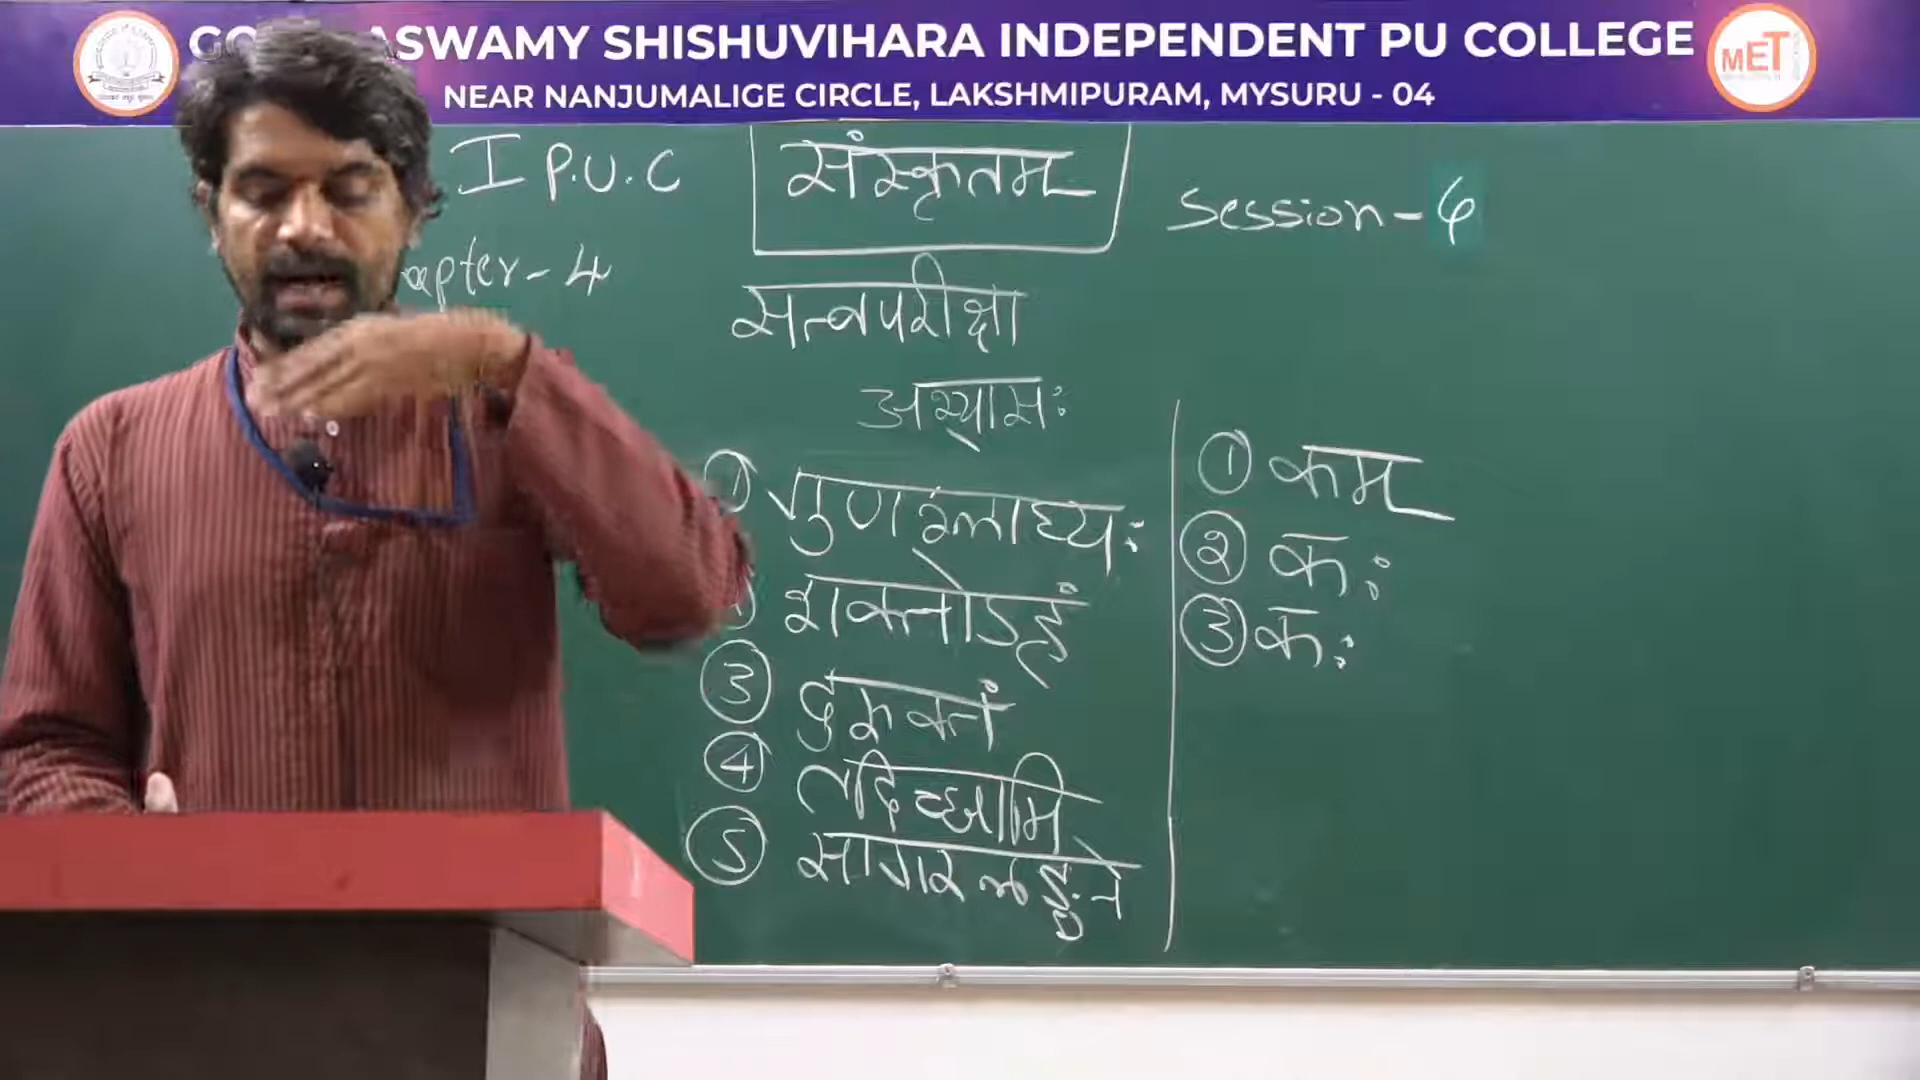 ASWAMY SHISHUVIHARA INDEPENDENT PU COLLEGE
NEAR NANJUMALIGE CIRCLE, LAKSHMIPURAM, MYSURU - 04
MET
I P.U.C
संस्कृतम्
Session - 6
apter - 4
सत्वपरीक्षा
अभ्यासः
① गुणश्लाघ्यः
शक्तोऽहं
③ दुरुक्तं
④ तदिच्छामि
⑤ सागरलङ्घने
① कम्
② कः
③ कः